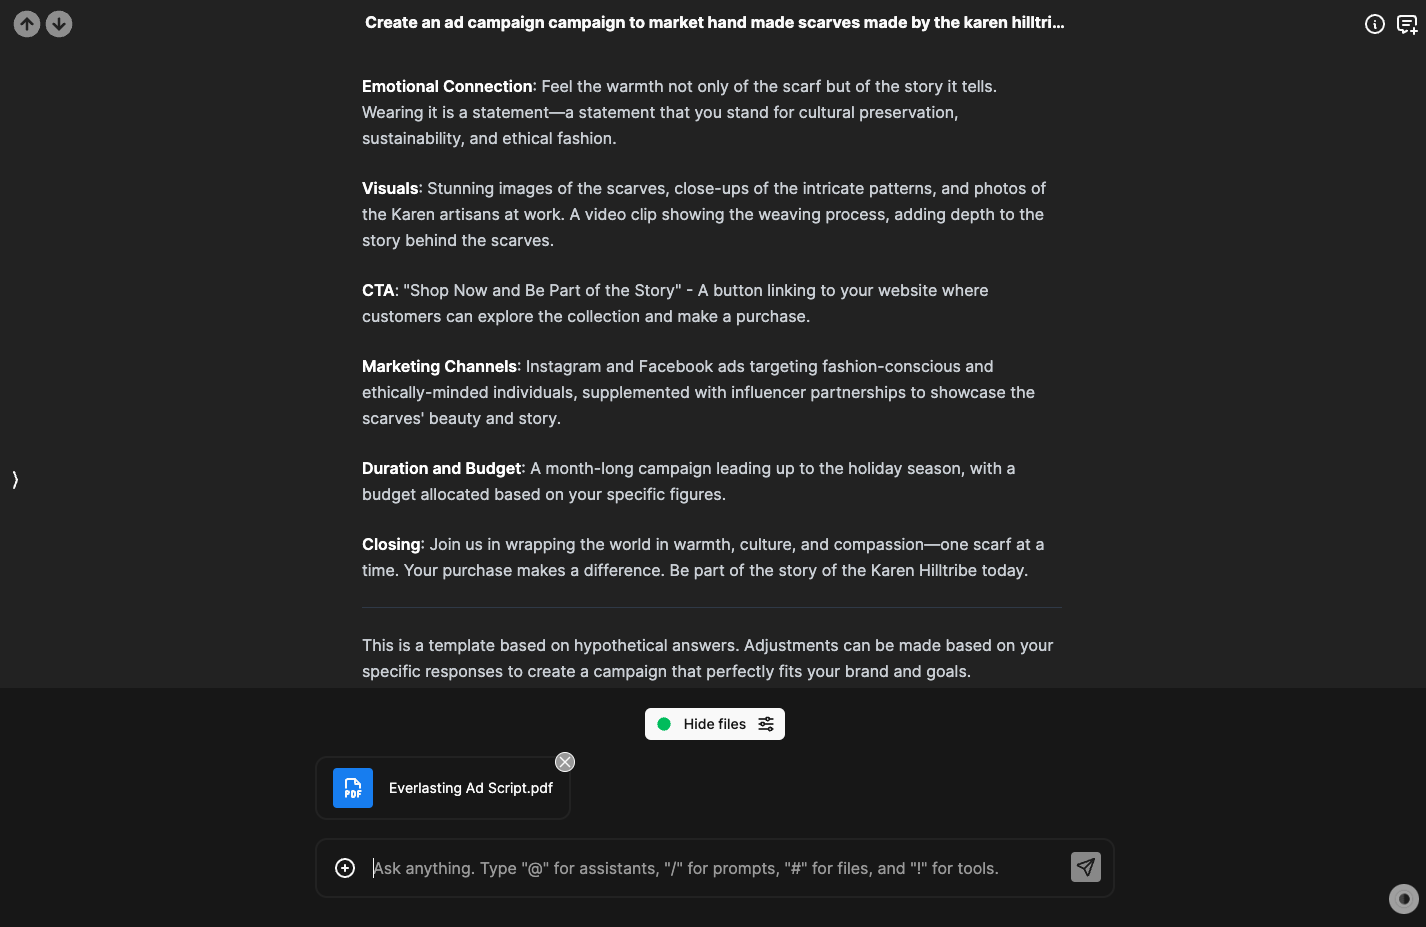 Create an ad campaign campaign to market hand made scarves made by the karen hilltri...
Emotional Connection: Feel the warmth not only of the scarf but of the story it tells.
Wearing it is a statement—a statement that you stand for cultural preservation,
sustainability, and ethical fashion.
Visuals: Stunning images of the scarves, close-ups of the intricate patterns, and photos of
the Karen artisans at work. A video clip showing the weaving process, adding depth to the
story behind the scarves.
CTA: "Shop Now and Be Part of the Story" - A button linking to your website where
customers can explore the collection and make a purchase.
Marketing Channels: Instagram and Facebook ads targeting fashion-conscious and
ethically-minded individuals, supplemented with influencer partnerships to showcase the
scarves' beauty and story.
Duration and Budget: A month-long campaign leading up to the holiday season, with a
budget allocated based on your specific figures.
Closing: Join us in wrapping the world in warmth, culture, and compassion—one scarf at a
time. Your purchase makes a difference. Be part of the story of the Karen Hilltribe today.
This is a template based on hypothetical answers. Adjustments can be made based on your
specific responses to create a campaign that perfectly fits your brand and goals.
Hide files
PDF
Everlasting Ad Script.pdf
Ask anything. Type "@" for assistants, "/" for prompts, "#" for files, and "!" for tools.